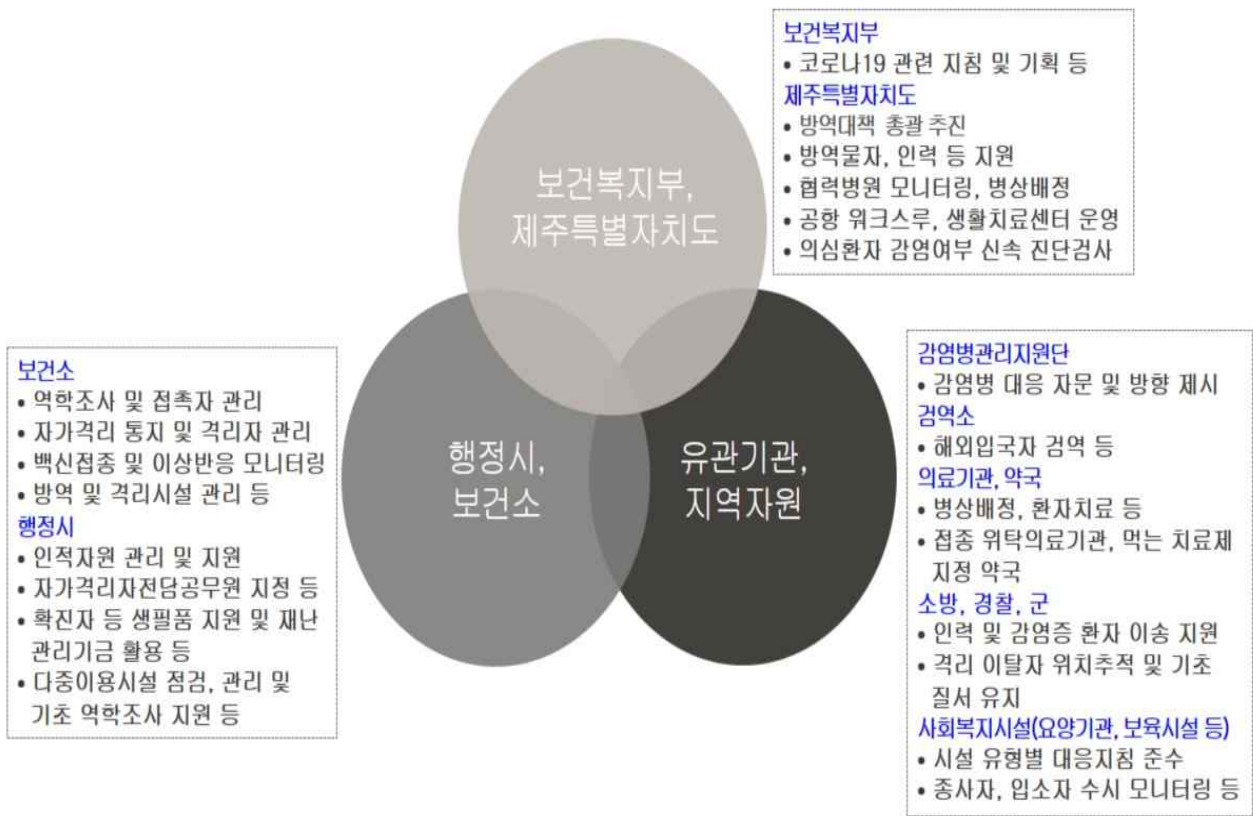 보건복지부
• 코로나19 관련 지침 및 기획 등
제주특별자치도
• 방역대책 총괄 추진
• 방역물자, 인력 등 지원
• 협력병원 모니터링, 병상배정
• 공항 워크스루, 생활치료센터 운영
• 의심환자 감염여부 신속 진단검사
보건복지부,
제주특별자치도
보건소
• 역학조사 및 접촉자 관리
• 자가격리 통지 및 격리자 관리
• 백신접종 및 이상반응 모니터링
• 방역 및 격리시설 관리 등
행정시
• 인적자원 관리 및 지원
• 자가격리자전담공무원 지정 등
• 확진자 등 생필품 지원 및 재난
관리기금 활용 등
• 다중이용시설 점검, 관리 및
기초 역학조사 지원 등
행정시,
보건소
유관기관,
지역자원
감염병관리지원단
• 감염병 대응 자문 및 방향 제시
검역소
• 해외입국자 검역 등
의료기관, 약국
• 병상배정, 환자치료 등
• 접종 위탁의료기관, 먹는 치료제
지정 약국
소방, 경찰, 군
• 인력 및 감염증 환자 이송 지원
• 격리 이탈자 위치추적 및 기초
질서 유지
사회복지시설(요양기관, 보육시설 등)
• 시설 유형별 대응지침 준수
• 종사자, 입소자 수시 모니터링 등